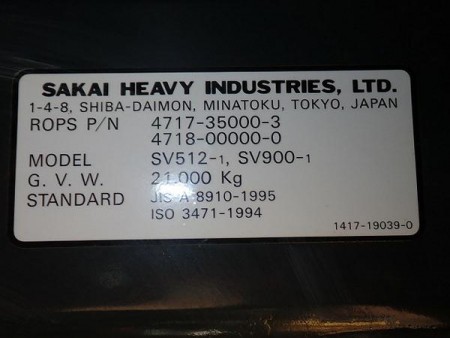 SAKAI HEAVY INDUSTRIES, LTD.
1-4-8, SHIBA-DAIMON, MINATOKU, TOKYO, JAPAN
ROPS P/N 4717-35000-3
4718-00000-0
MODEL SV512-1, SV900-1
G. V. W. 21,000 Kg
STANDARD JIS A 8910-1995
ISO 3471-1994
1417-19039-0